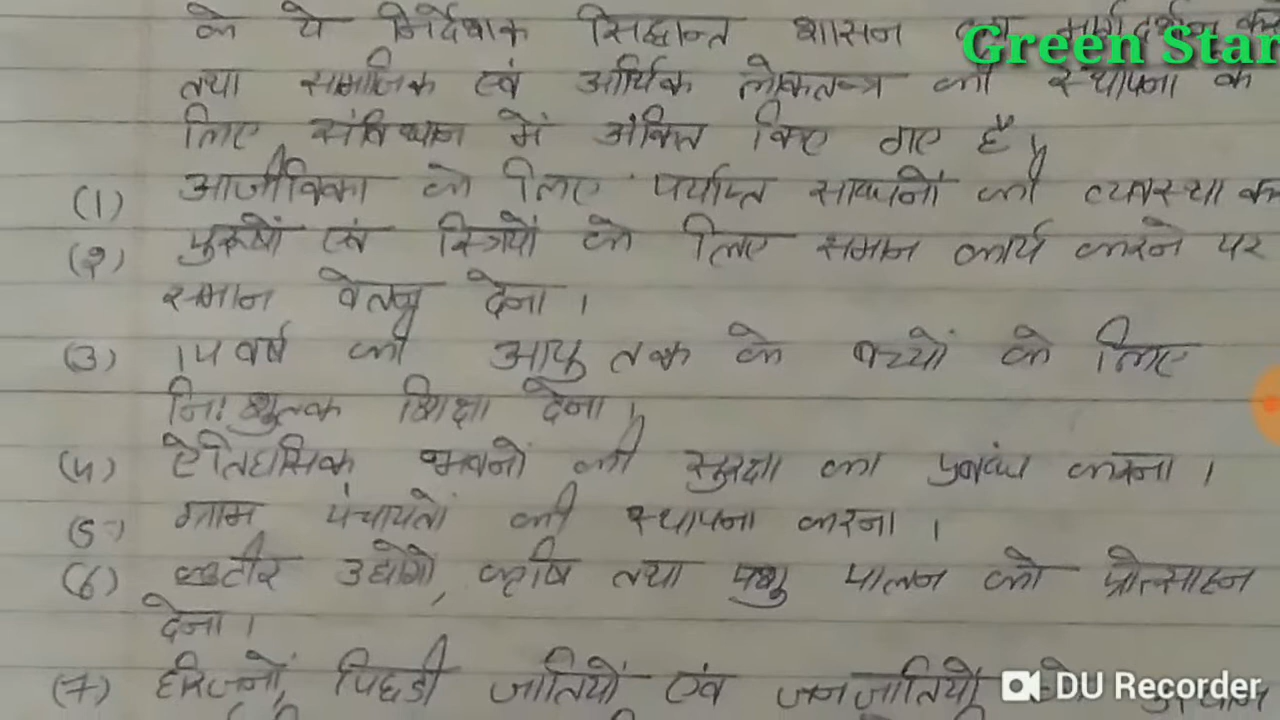 के ये निर्देशक सिद्धान्त शासन का मार्गदर्शन
Green Star
तथा समाजिक एवं आर्थिक लोकतन्त्र की स्थापना के
लिए संविधान में अंकित किए गए हैं।
(1) आजीविका के लिए पर्याप्त साधनों की व्यवस्था
(2) पुरूषों एवं स्त्रियों के लिए समान कार्य करने पर
समान वेतन देना।
(3) 14 वर्ष की आयु तक के बच्चों के लिए
निःशुल्क शिक्षा देना।
(4) ऐतिहासिक भवनों की सुरक्षा का प्रबंध करना।
(5) ग्राम पंचायतों की स्थापना करना।
(6) कुटीर उद्योगों, कृषि तथा पशु पालन को प्रोत्साहन
देना।
(7) हरिजनों, पिछडी जातियों एवं जनजातियों
DU Recorder